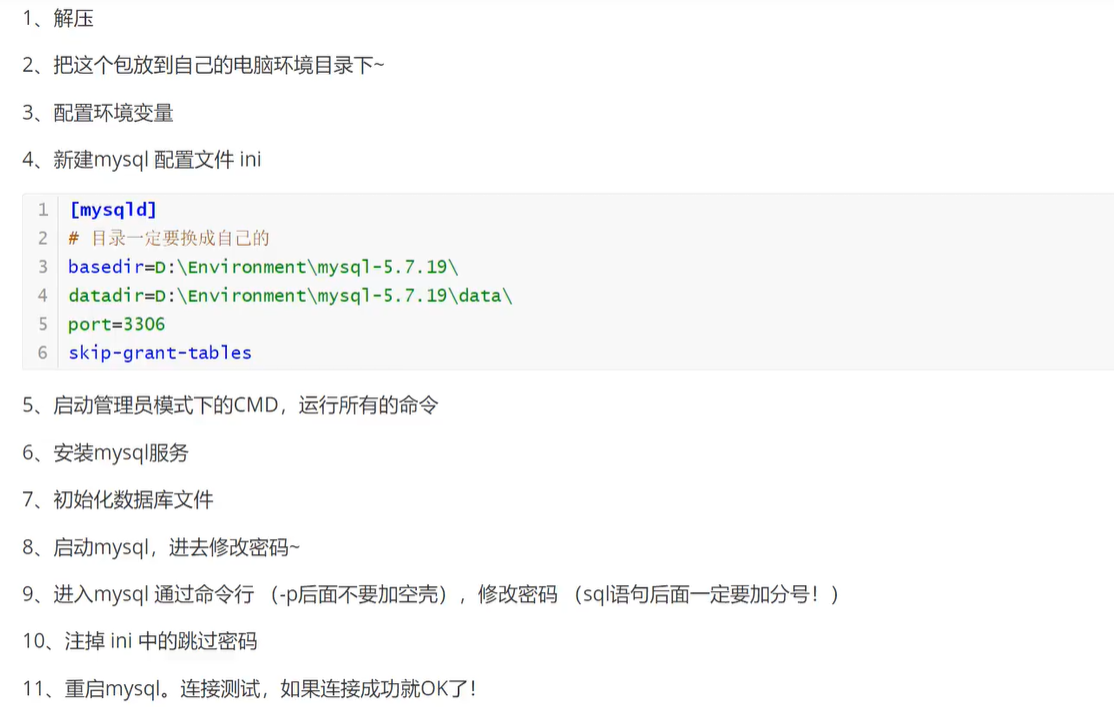 1、解压
2、把这个包放到自己的电脑环境目录下~
3、配置环境变量
4、新建mysql 配置文件 ini
1 [mysqld]
2 # 目录一定要换成自己的
3 basedir=D:\Environment\mysql-5.7.19\
4 datadir=D:\Environment\mysql-5.7.19\data\
5 port=3306
6 skip-grant-tables
5、启动管理员模式下的CMD，运行所有的命令
6、安装mysql服务
7、初始化数据库文件
8、启动mysql，进去修改密码~
9、进入mysql 通过命令行 （-p后面不要加空壳），修改密码 （sql语句后面一定要加分号！）
10、注掉 ini 中的跳过密码
11、重启mysql。连接测试，如果连接成功就OK了！